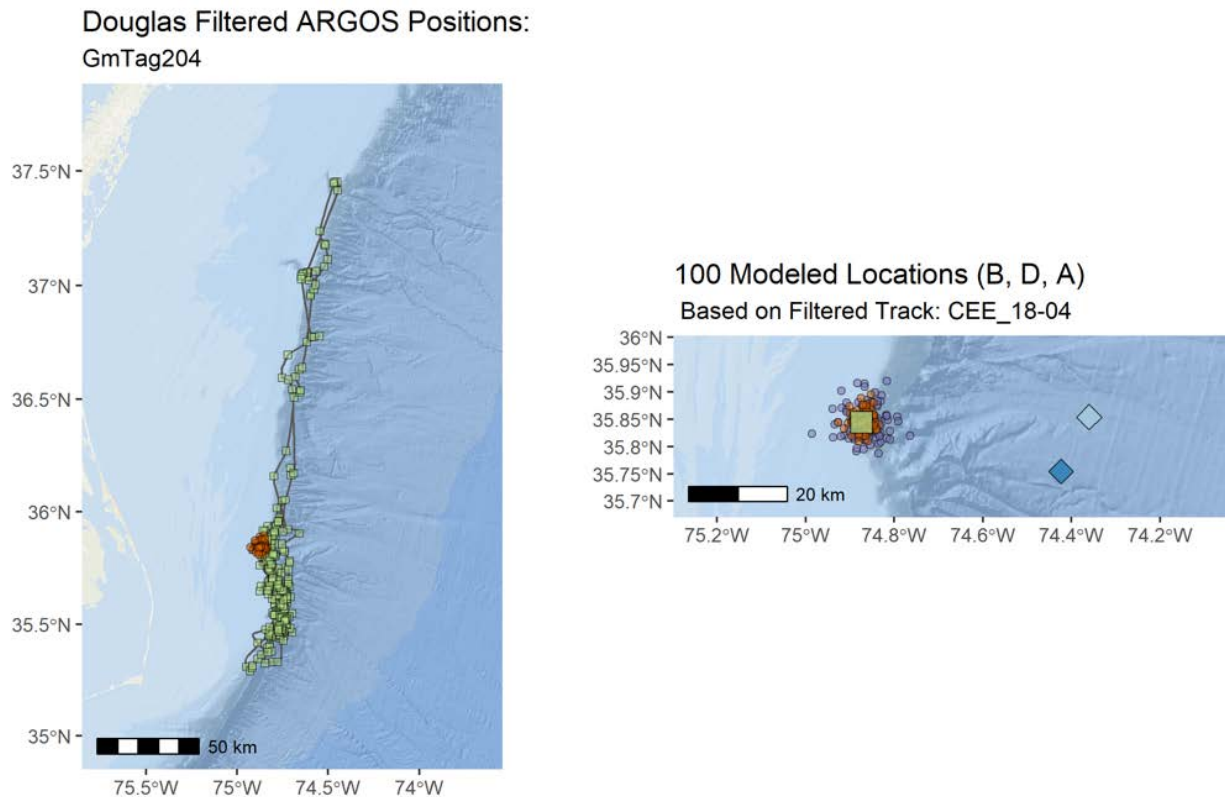 Douglas Filtered ARGOS Positions:
GmTag204
37.5°N
37°N
36.5°N
36°N
35.5°N
35°N
50 km
75.5°W 75°W 74.5°W 74°W
100 Modeled Locations (B, D, A)
Based on Filtered Track: CEE_18-04
36°N
35.95°N
35.9°N
35.85°N
35.8°N
35.75°N
35.7°N
20 km
75.2°W 75°W 74.8°W 74.6°W 74.4°W 74.2°W